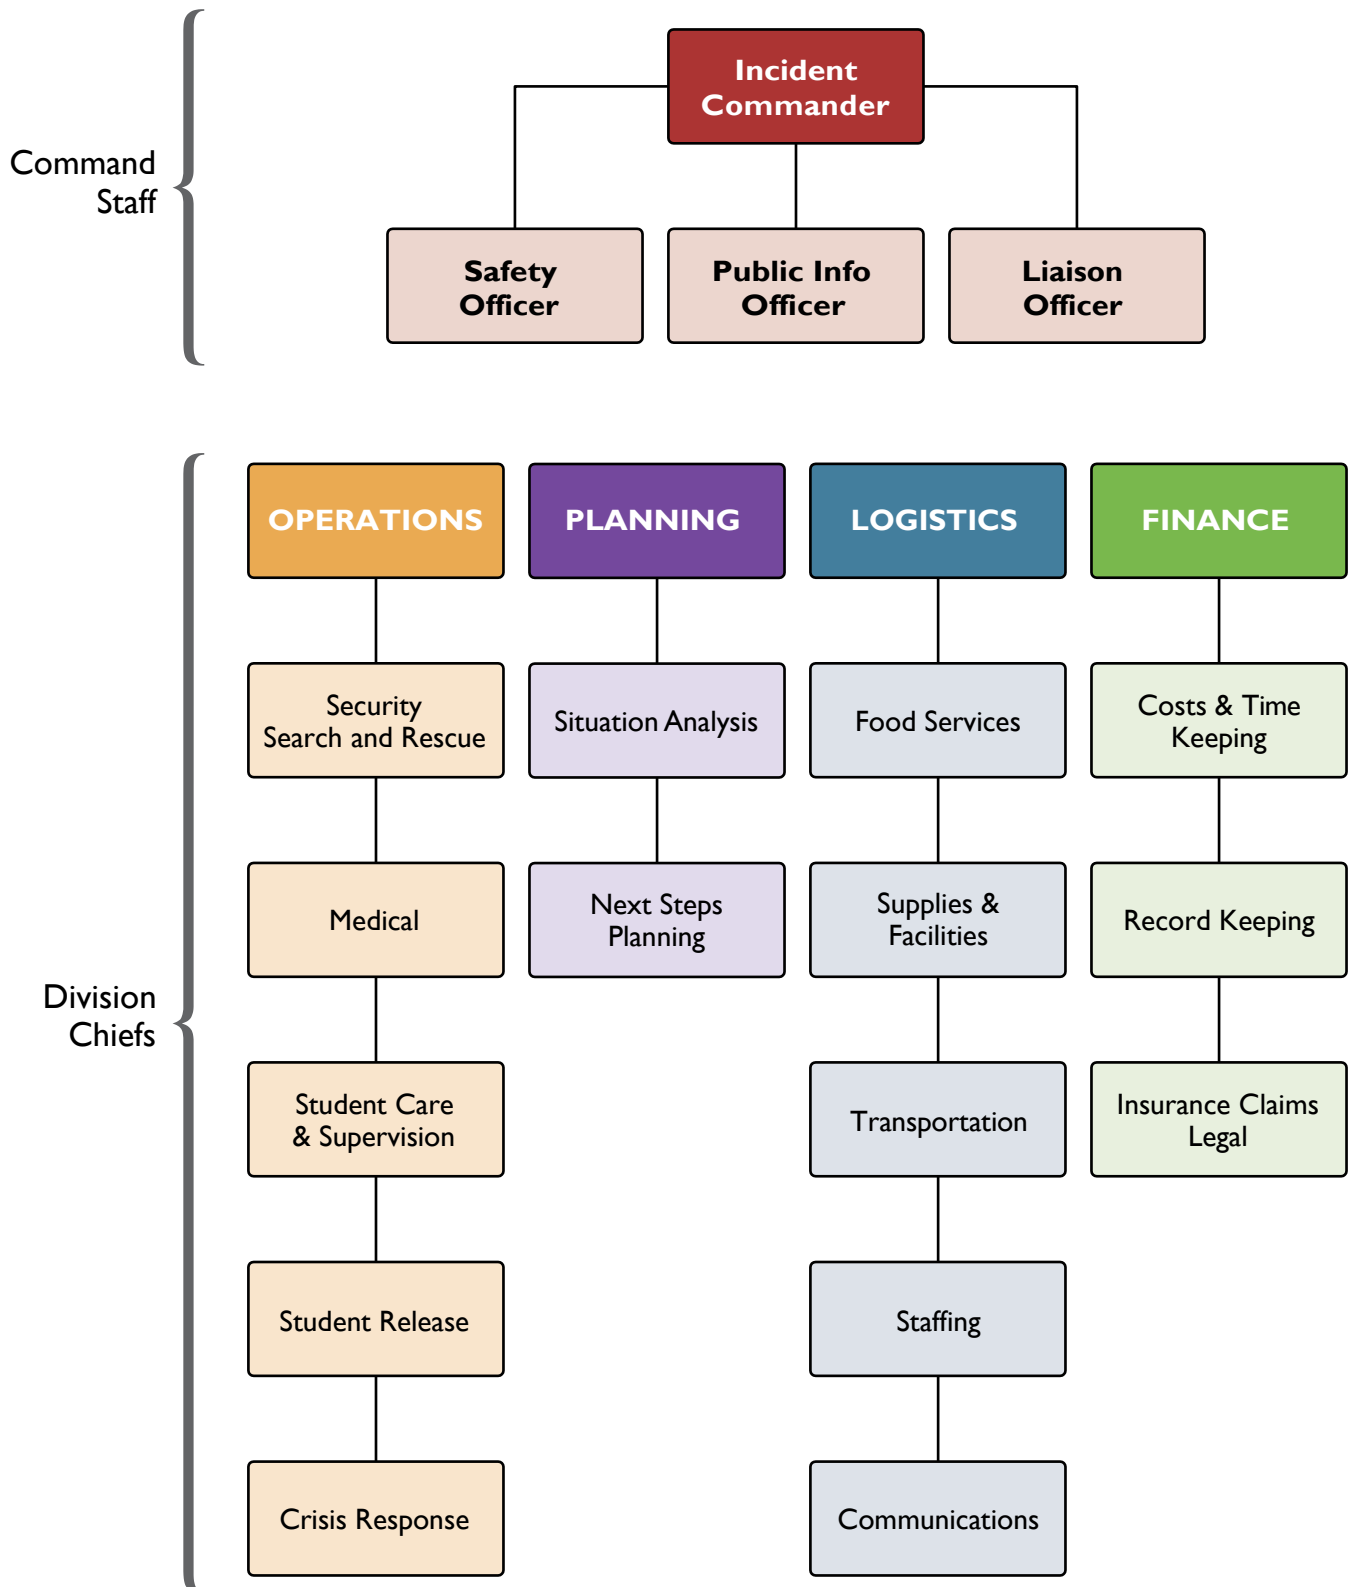 Incident
Commander
Command
Staff
Safety
Officer
Public Info
Officer
Liaison
Officer
OPERATIONS
PLANNING
LOGISTICS
FINANCE
Security
Search and Rescue
Situation Analysis
Food Services
Costs & Time
Keeping
Medical
Next Steps
Planning
Supplies &
Facilities
Record Keeping
Division
Chiefs
Student Care
& Supervision
Transportation
Insurance Claims
Legal
Student Release
Staffing
Crisis Response
Communications